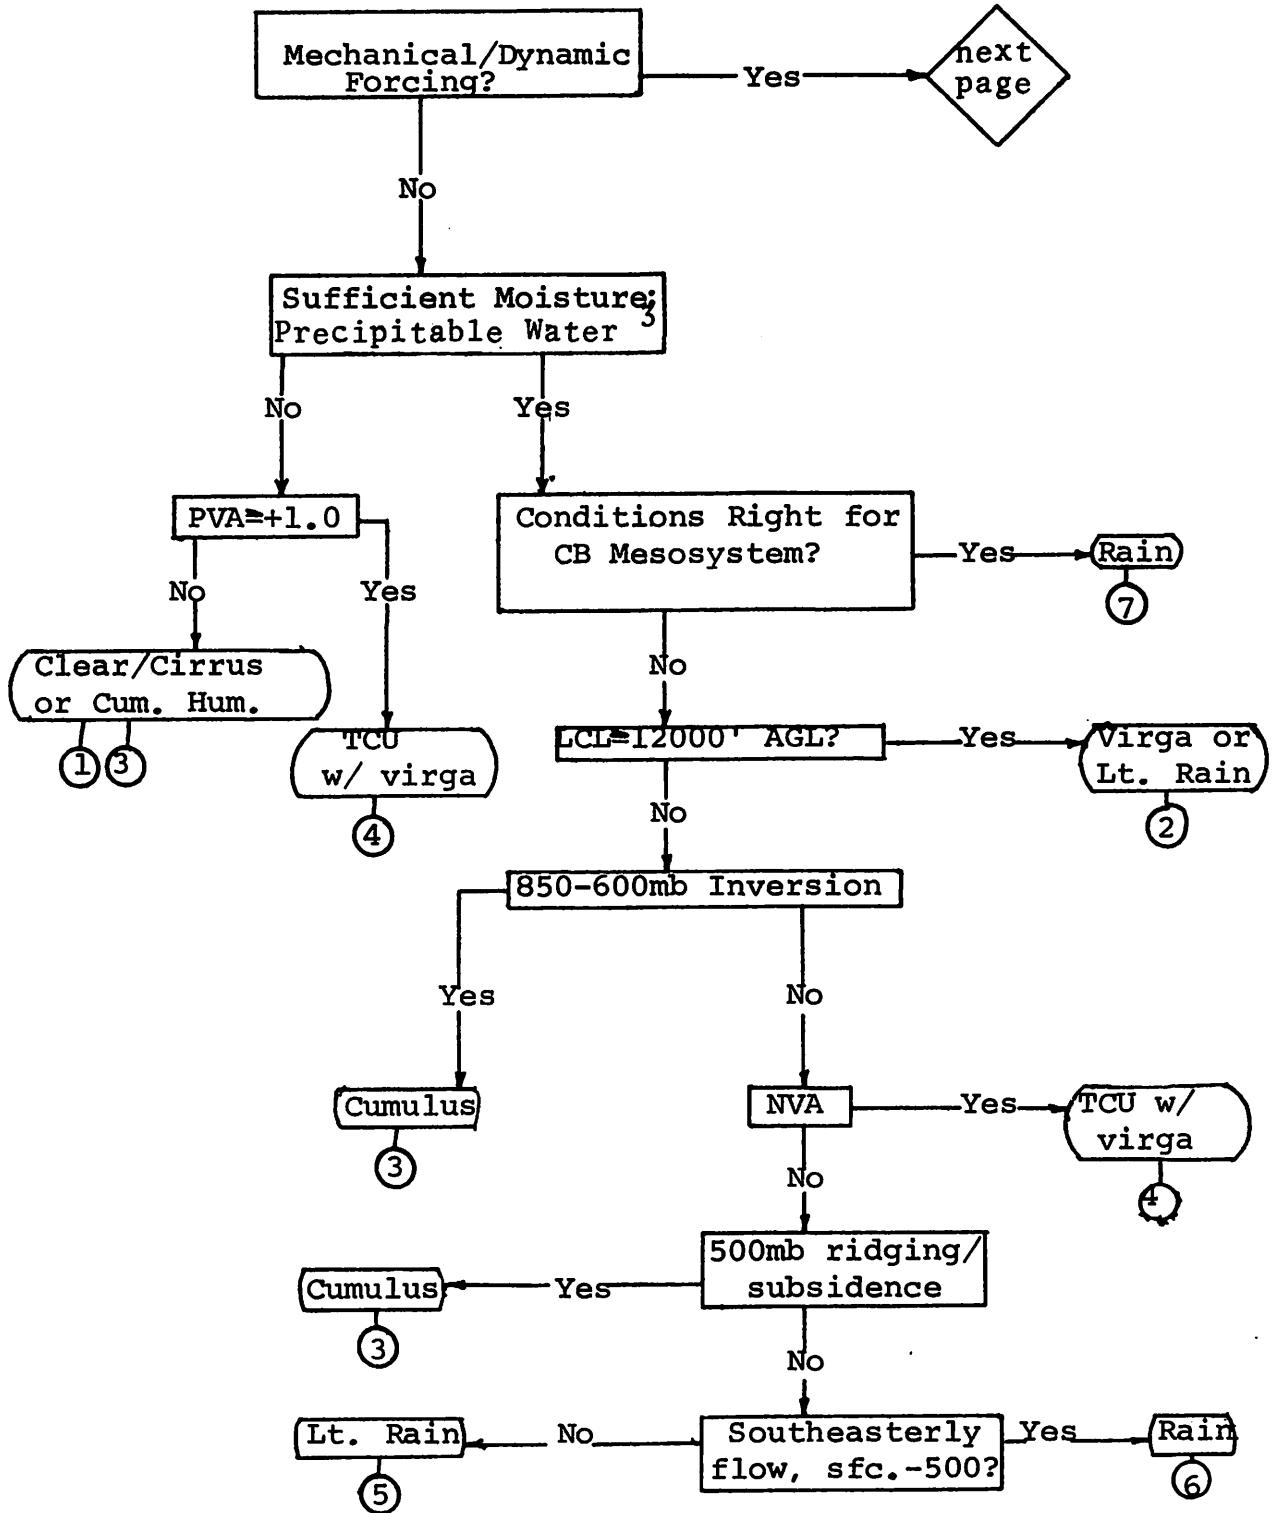 Mechanical/Dynamic
Forcing?
Yes
next
page
No
Sufficient Moisture;
Precipitable Water 3
No
Yes
PVA≥+1.0
Conditions Right for
CB Mesosystem?
Yes
Rain
7
No
Yes
Clear/Cirrus
or Cum. Hum.
1
3
No
TCU
w/ virga
4
LCL≥12000' AGL?
Yes
Virga or
Lt. Rain
2
No
850-600mb Inversion
Yes
No
Cumulus
3
NVA
Yes
TCU w/
virga
4
No
500mb ridging/
subsidence
Yes
Cumulus
3
No
Southeasterly
flow, sfc.-500?
No
Lt. Rain
5
Yes
Rain
6